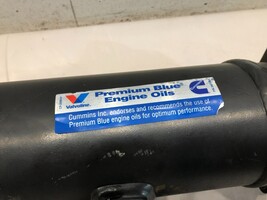 Valvoline
Premium Blue
Engine Oils
Cummins
Cummins Inc. endorses and recommends the use of
Premium Blue engine oils for optimum performance.